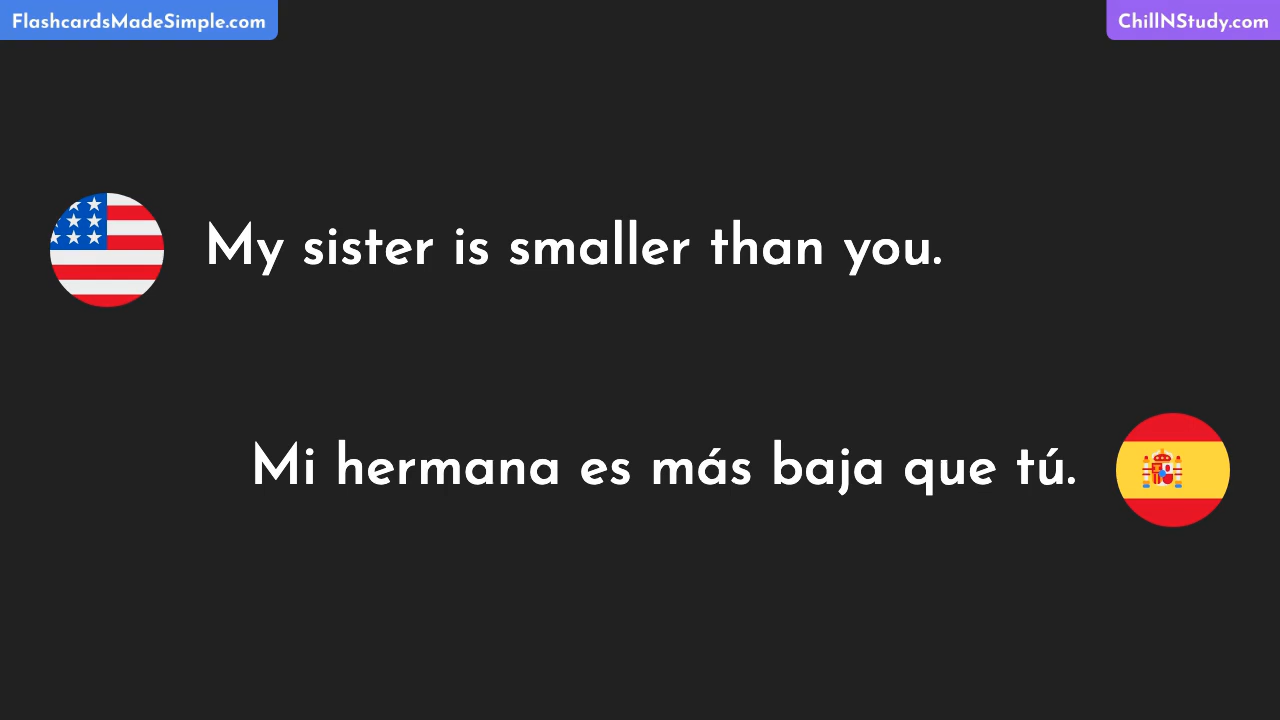 FlashcardsMadeSimple.com
ChillNStudy.com
My sister is smaller than you.
Mi hermana es más baja que tú.